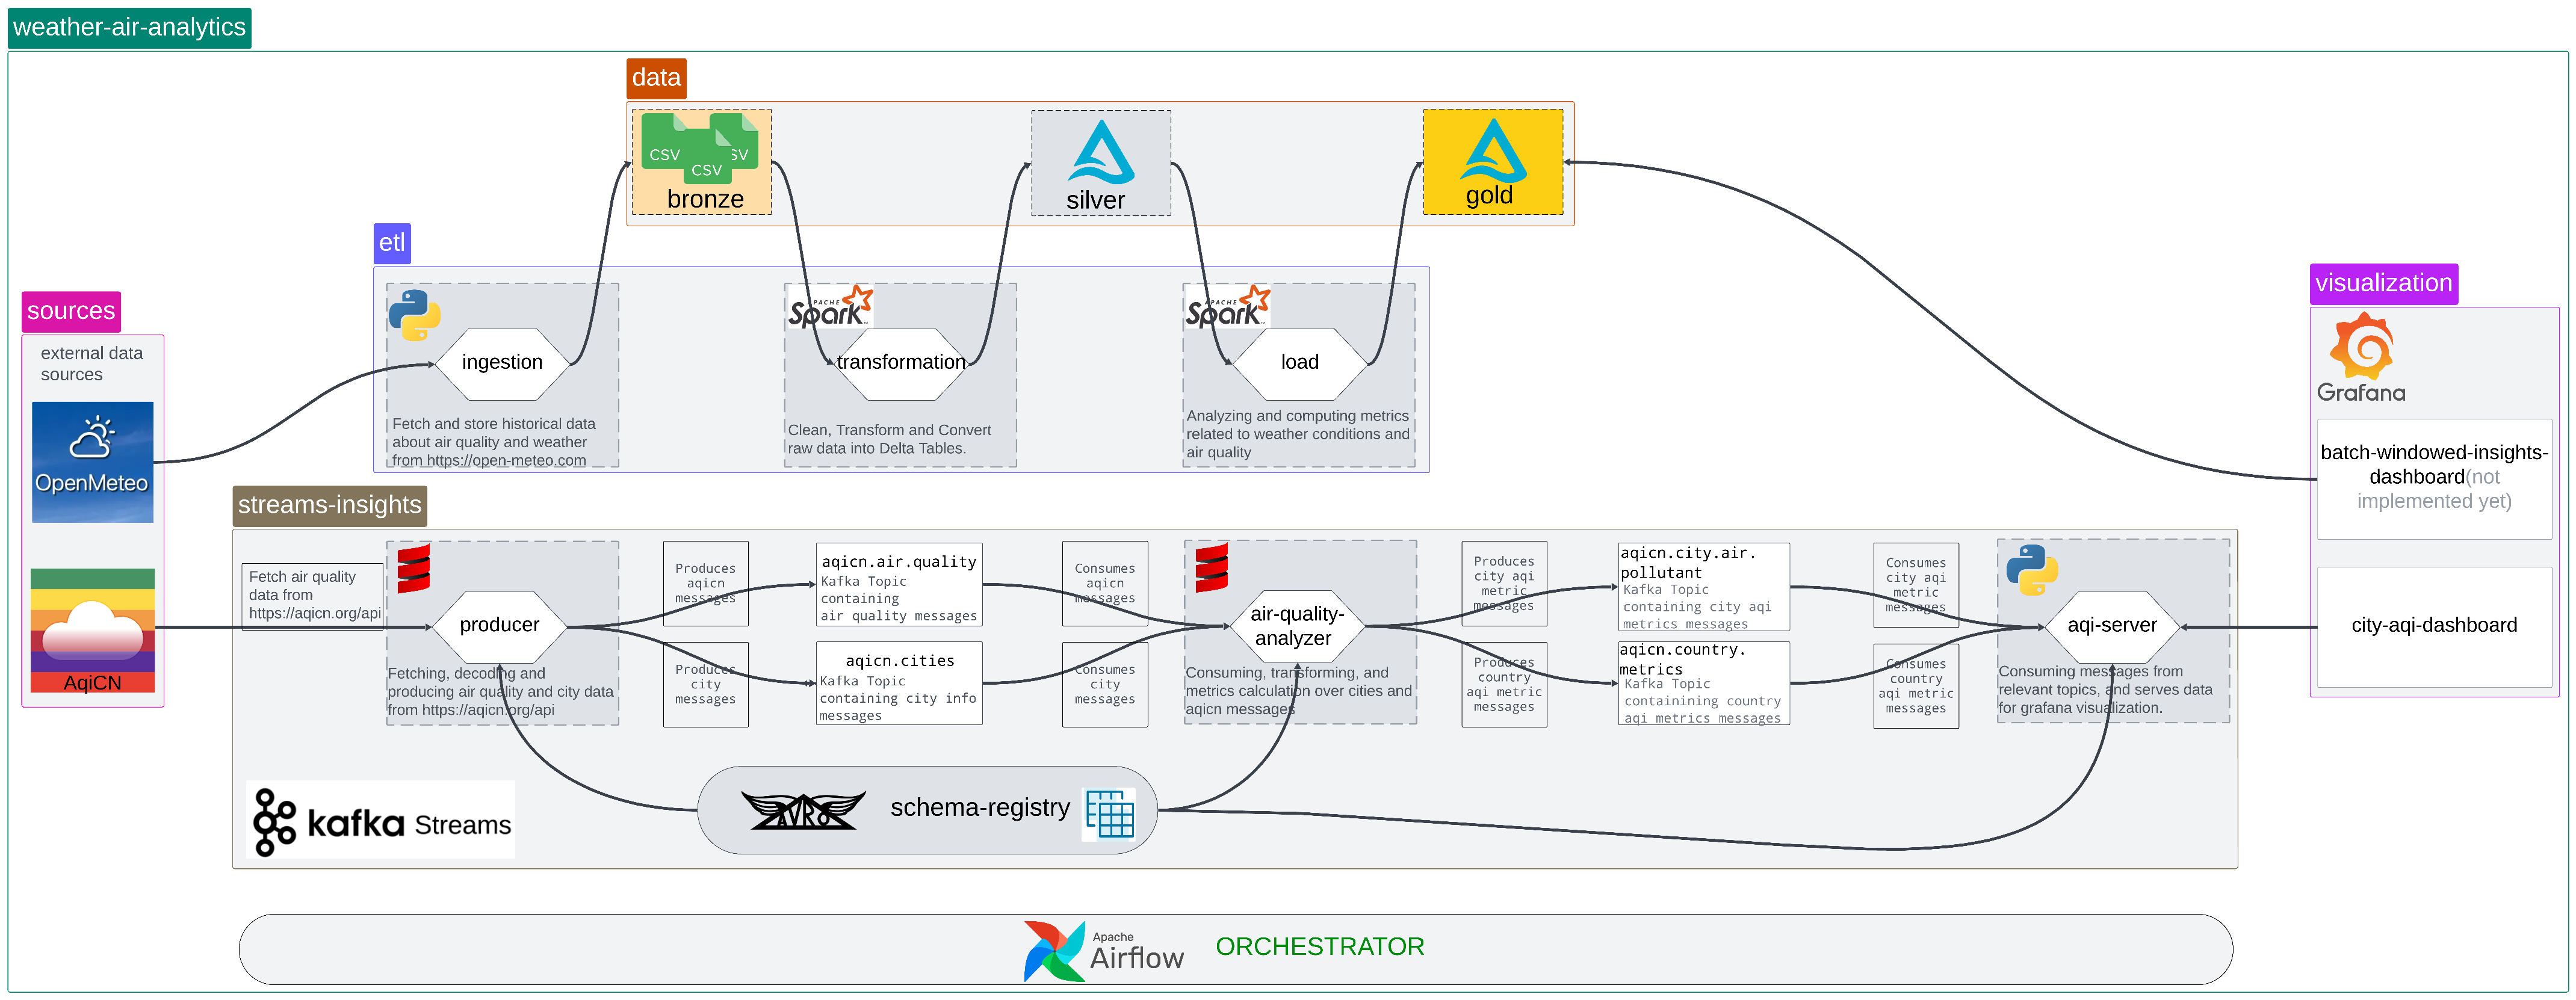 weather-air-analytics
data
CSV
SV
CSV
bronze
silver
gold
etl
APACHE
Spark
ingestion
Fetch and store historical data
about air quality and weather
from https://open-meteo.com
transformation
Clean, Transform and Convert
raw data into Delta Tables.
APACHE
Spark
load
Analyzing and computing metrics
related to weather conditions and
air quality
sources
external data
sources
OpenMeteo
AqiCN
visualization
Grafana
batch-windowed-insights-
dashboard(not
implemented yet)
city-aqi-dashboard
streams-insights
Fetch air quality
data from
https://aqicn.org/api
producer
Fetching, decoding and
producing air quality and city data
from https://aqicn.org/api
Produces
aqicn
messages
Produces
city
messages
aqicn.air.quality
Kafka Topic
containing
air quality messages
aqicn.cities
Kafka Topic
containing city info
messages
Consumes
aqicn
messages
Consumes
city
messages
air-quality-
analyzer
Consuming, transforming, and
metrics calculation over cities and
aqicn messages
Produces
city aqi
metric
messages
Produces
country
aqi metric
messages
aqicn.city.air.
pollutant
Kafka Topic
containing city aqi
metrics messages
aqicn.country.
metrics
Kafka Topic
containining country
aqi metrics messages
Consumes
city aqi
metric
messages
Consumes
country
aqi metric
messages
aqi-server
Consuming messages from
relevant topics, and serves data
for grafana visualization.
kafka Streams
AVRO
schema-registry
Apache
Airflow
ORCHESTRATOR